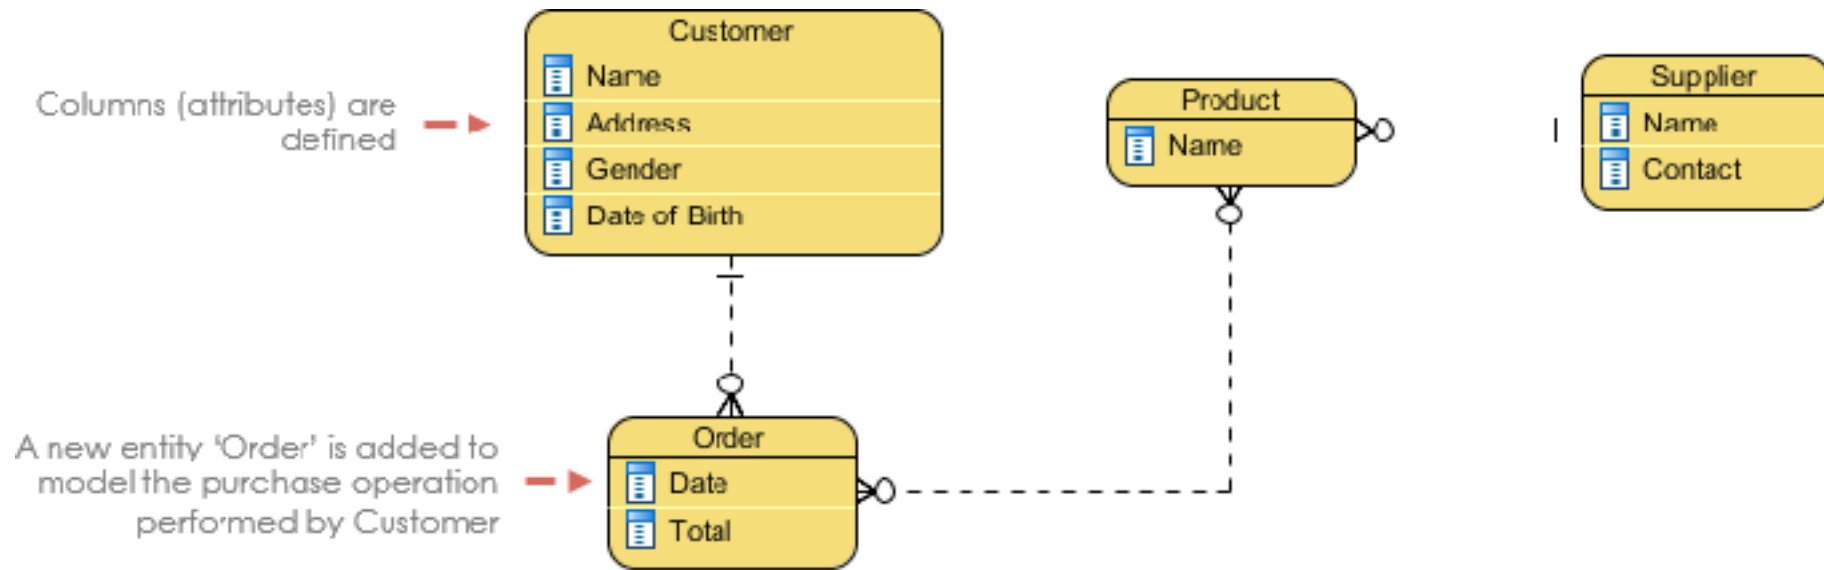 Columns (attributes) are
defined
Customer
Name
Address
Gender
Date of Birth
Product
Name
Supplier
Name
Contact
A new entity 'Order' is added to
model the purchase operation
performed by Customer
Order
Date
Total